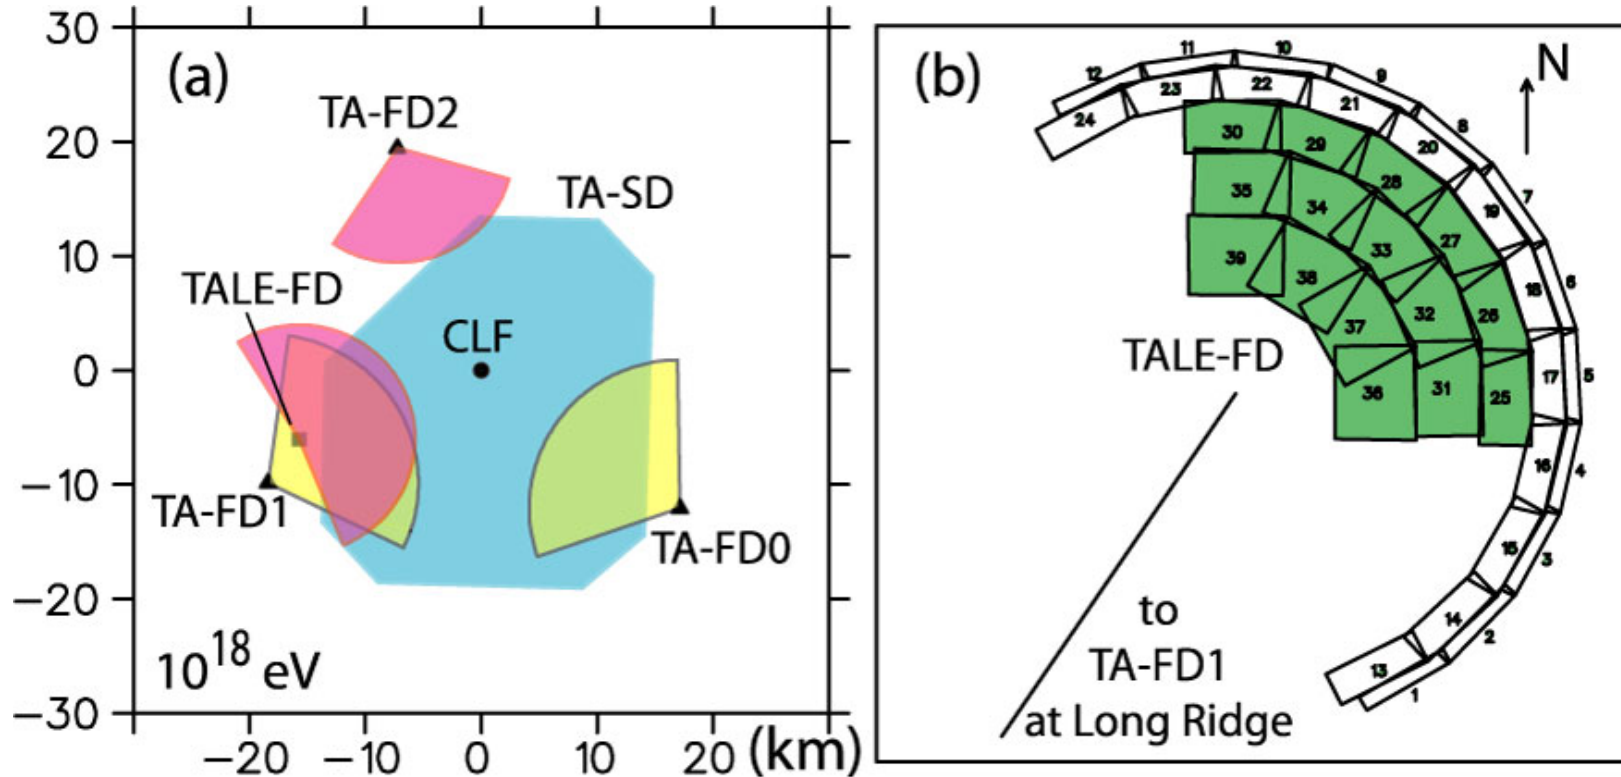 (a)
30
20
10
0
−10
−20
−30
TA-FD2
TA-SD
TALE-FD
CLF
TA-FD1
TA-FD0
10^18 eV
−20 −10 0 10 20 (km)
(b)
N
12 11 10 9 8 7 6 5 4 3 2 1
24 23 22 21 20 19 18 17 16 15 14 13
30 29 28 27 26 25
35 34 33 32 31
39 38 37 36
TALE-FD
to
TA-FD1
at Long Ridge